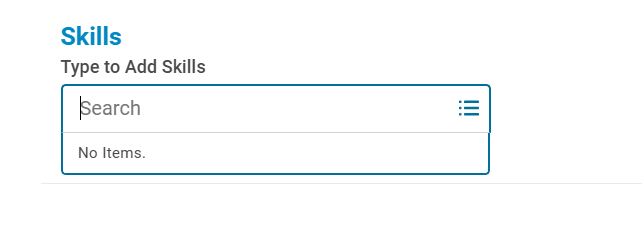 Skills
Type to Add Skills
Search
No Items.